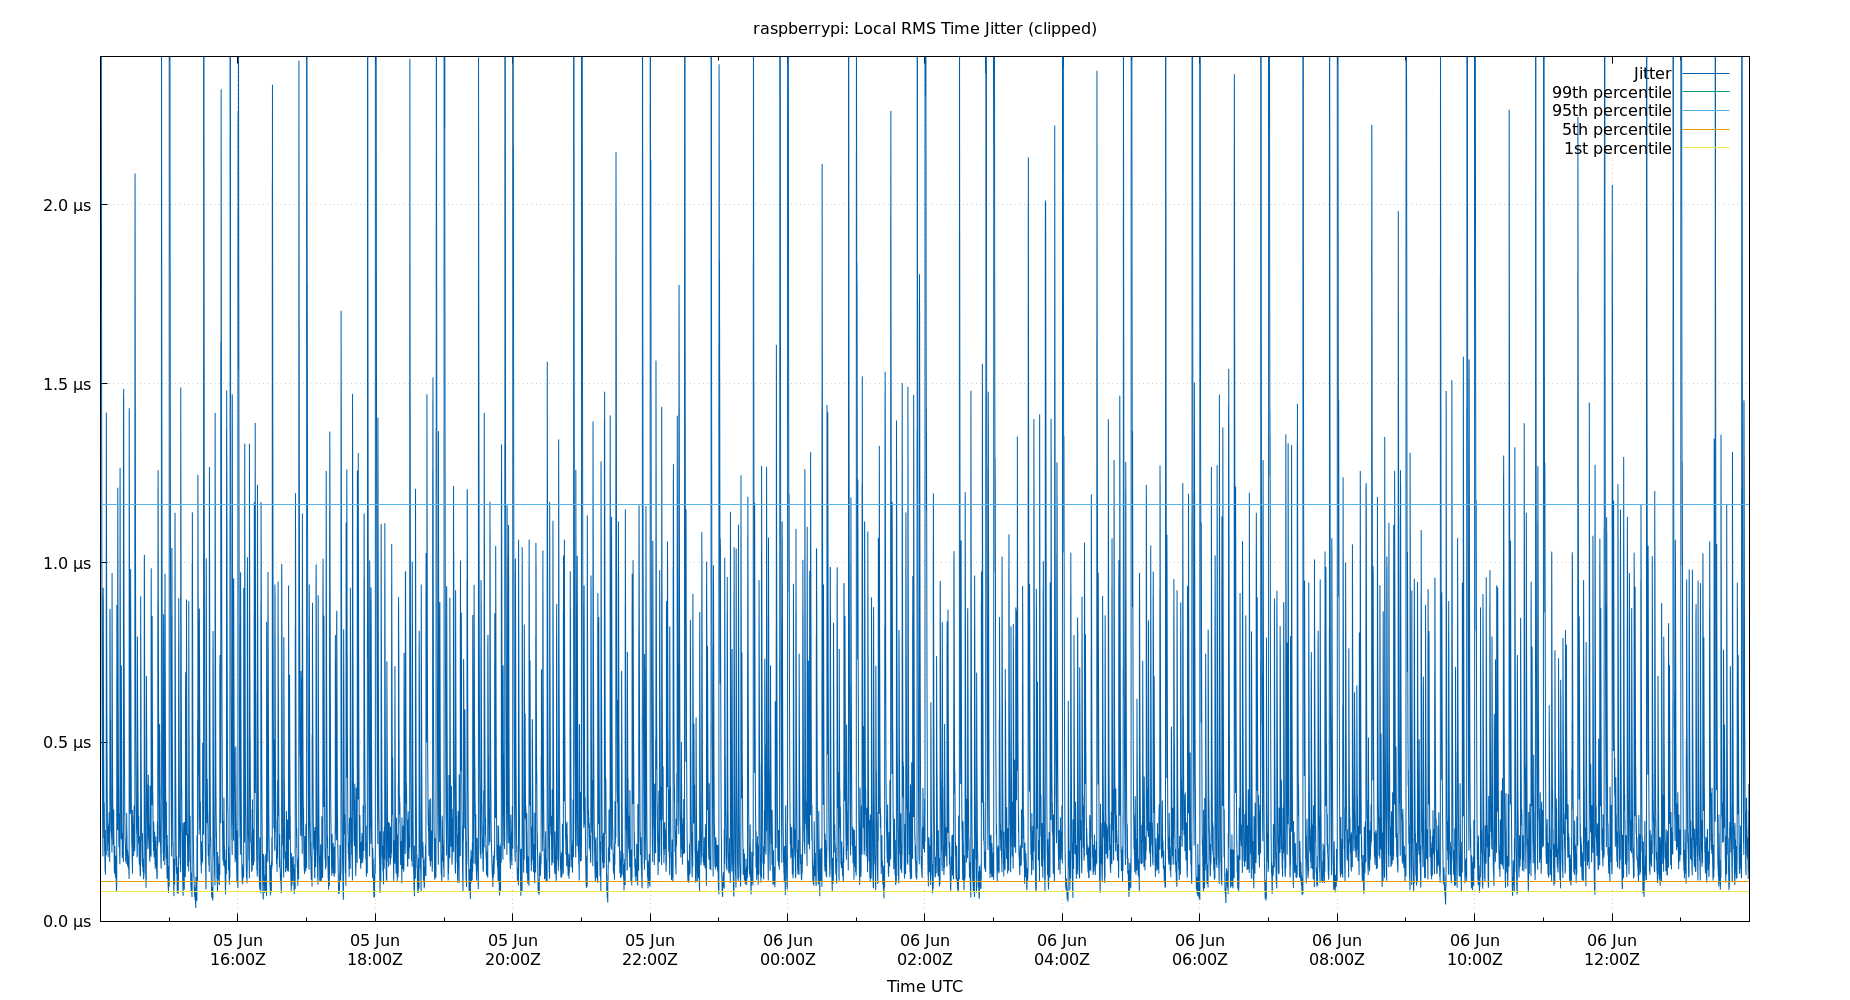 raspberrypi: Local RMS Time Jitter (clipped)
Jitter
99th percentile
95th percentile
5th percentile
1st percentile
2.0 µs
1.5 µs
1.0 µs
0.5 µs
0.0 µs
05 Jun 05 Jun 05 Jun 05 Jun 06 Jun 06 Jun 06 Jun 06 Jun 06 Jun 06 Jun 06 Jun
16:00Z 18:00Z 20:00Z 22:00Z 00:00Z 02:00Z 04:00Z 06:00Z 08:00Z 10:00Z 12:00Z
Time UTC